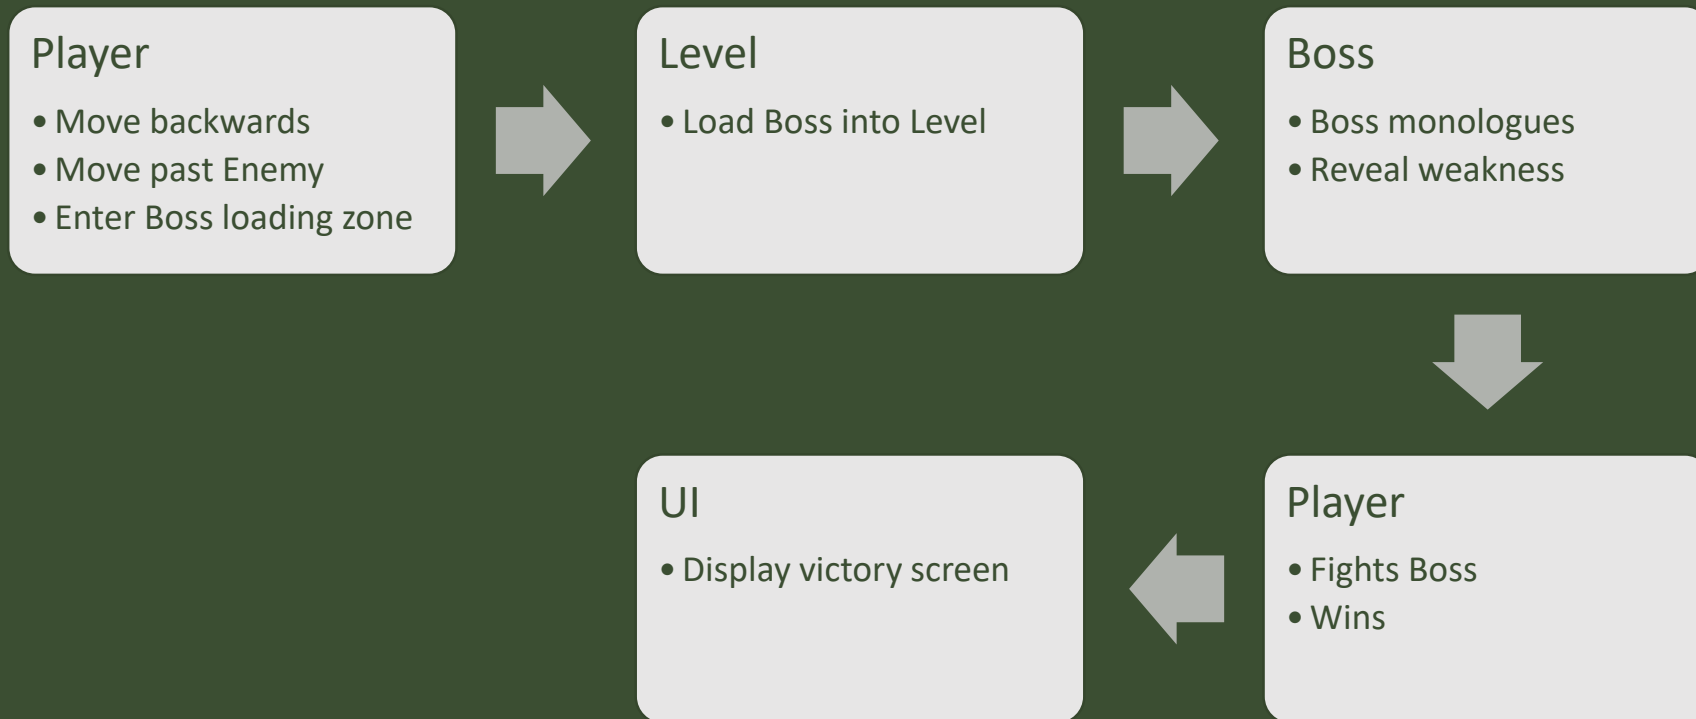 Player
• Move backwards
• Move past Enemy
• Enter Boss loading zone
Level
• Load Boss into Level
Boss
• Boss monologues
• Reveal weakness
Player
• Fights Boss
• Wins
UI
• Display victory screen